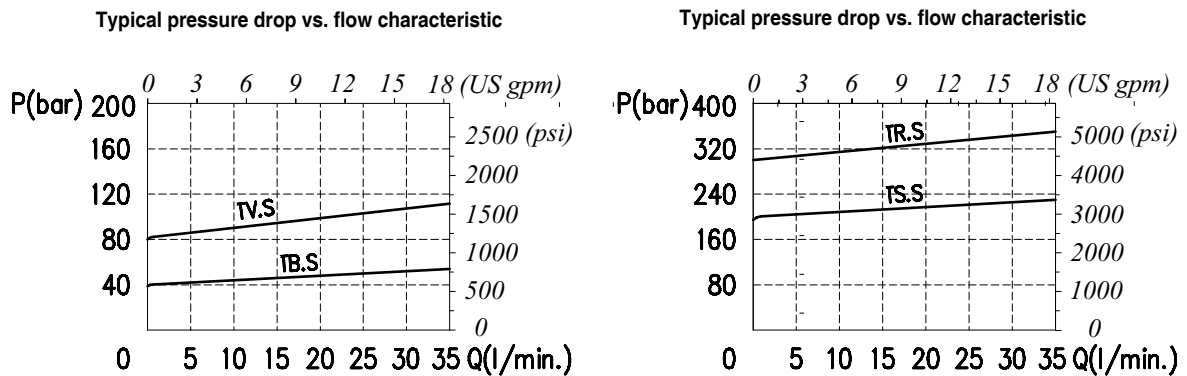 Typical pressure drop vs. flow characteristic
0 3 6 9 12 15 18 (US gpm)
P(bar) 200
2500 (psi)
160
2000
120
TV.S
1500
80
1000
TB.S
40
500
0
0 5 10 15 20 25 30 35 Q(l/min.)
Typical pressure drop vs. flow characteristic
0 3 6 9 12 15 18 (US gpm)
P(bar) 400
TR.S
5000 (psi)
320
4000
240
TS.S
3000
160
2000
80
1000
0
0 5 10 15 20 25 30 35 Q(l/min.)